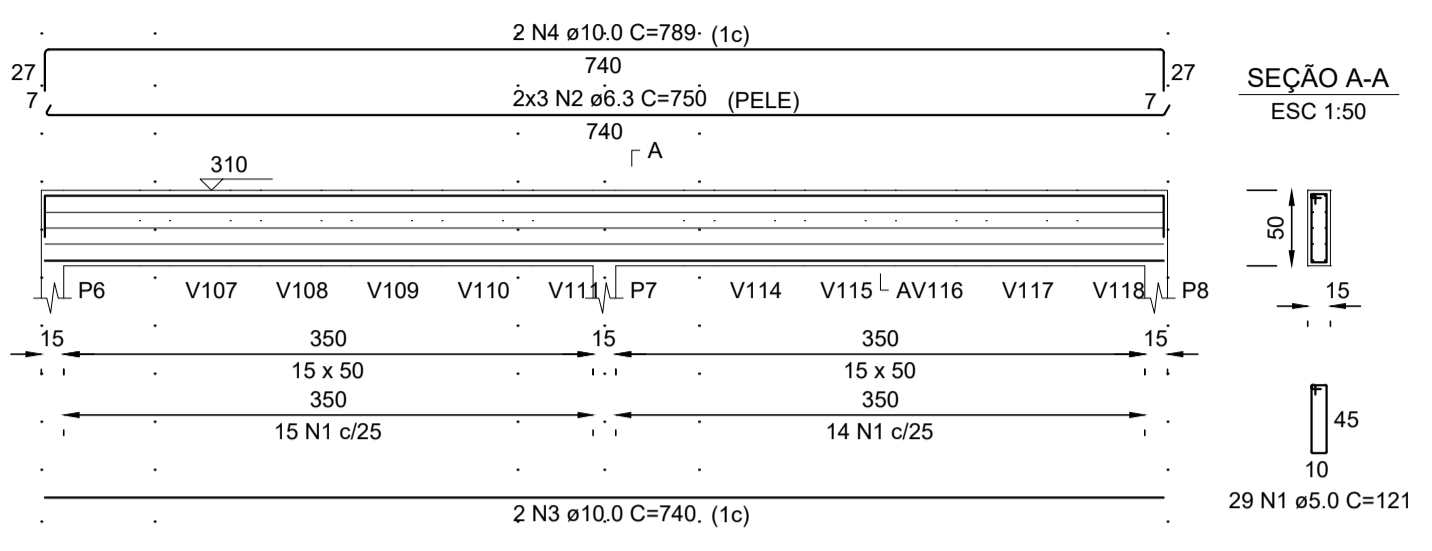 2 N4 ø10.0 C=789 (1c)
27 740 27
7 2x3 N2 ø6.3 C=750 (PELE) 7
740
A
310
P6 V107 V108 V109 V110 V111 P7 V114 V115 A V116 V117 V118 P8
15 350 15 350 15
15 x 50 15 x 50
350 350
15 N1 c/25 14 N1 c/25
2 N3 ø10.0 C=740 (1c)
SEÇÃO A-A
ESC 1:50
50
15
45
10
29 N1 ø5.0 C=121